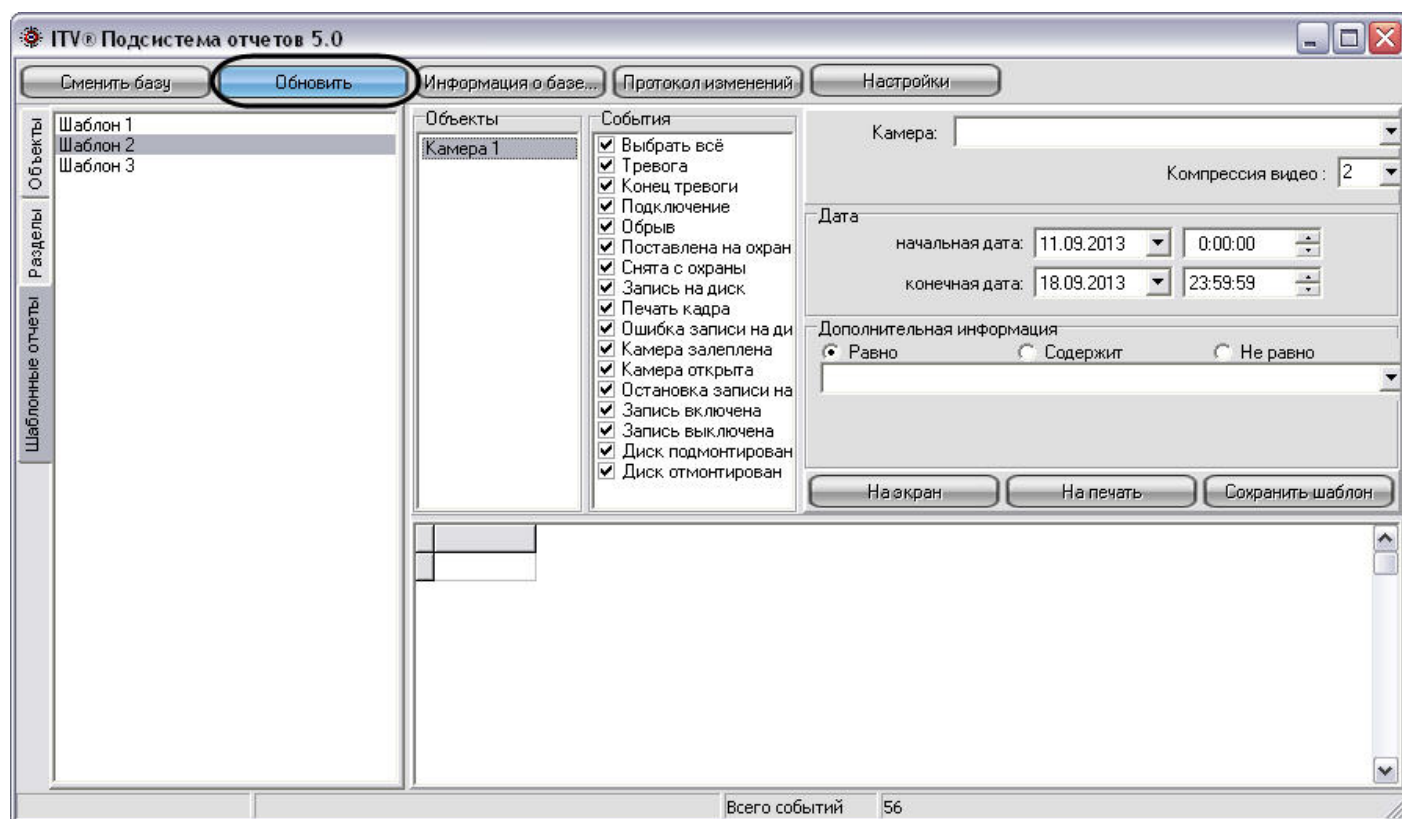 ITV® Подсистема отчетов 5.0
Сменить базу
Обновить
Информация о базе...
Протокол изменений
Настройки
Объекты
Разделы
Шаблонные отчеты
Шаблон 1
Шаблон 2
Шаблон 3
Объекты
Камера 1
События
Выбрать всё
Тревога
Конец тревоги
Подключение
Обрыв
Поставлена на охран
Снята с охраны
Запись на диск
Печать кадра
Ошибка записи на ди
Камера залеплена
Камера открыта
Остановка записи на
Запись включена
Запись выключена
Диск подмонтирован
Диск отмонтирован
Камера:
Компрессия видео : 2
Дата
начальная дата: 11.09.2013 0:00:00
конечная дата: 18.09.2013 23:59:59
Дополнительная информация
Равно Содержит Не равно
На экран
На печать
Сохранить шаблон
Всего событий 56